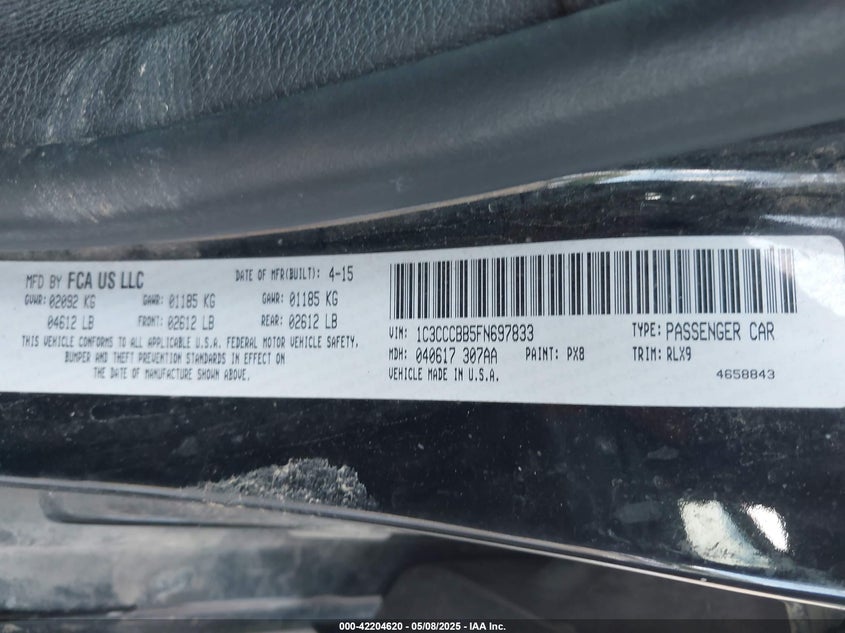 MFD BY FCA US LLC DATE OF MFR(BUILT): 4-15
GVWR: 02092 KG GAWR: 01185 KG GAWR: 01185 KG
04612 LB FRONT: 02612 LB REAR: 02612 LB
THIS VEHICLE CONFORMS TO ALL APPLICABLE U.S.A. FEDERAL MOTOR VEHICLE SAFETY,
BUMPER AND THEFT PREVENTION STANDARDS IN EFFECT ON
THE DATE OF MANUFACTURE SHOWN ABOVE.
VIN: 1C3CCCBB5FN697833 TYPE: PASSENGER CAR
MDH: 040617 307AA PAINT: PX8 TRIM: RLX9
VEHICLE MADE IN U.S.A. 4658843
000-42204620 - 05/08/2025 - IAA Inc.